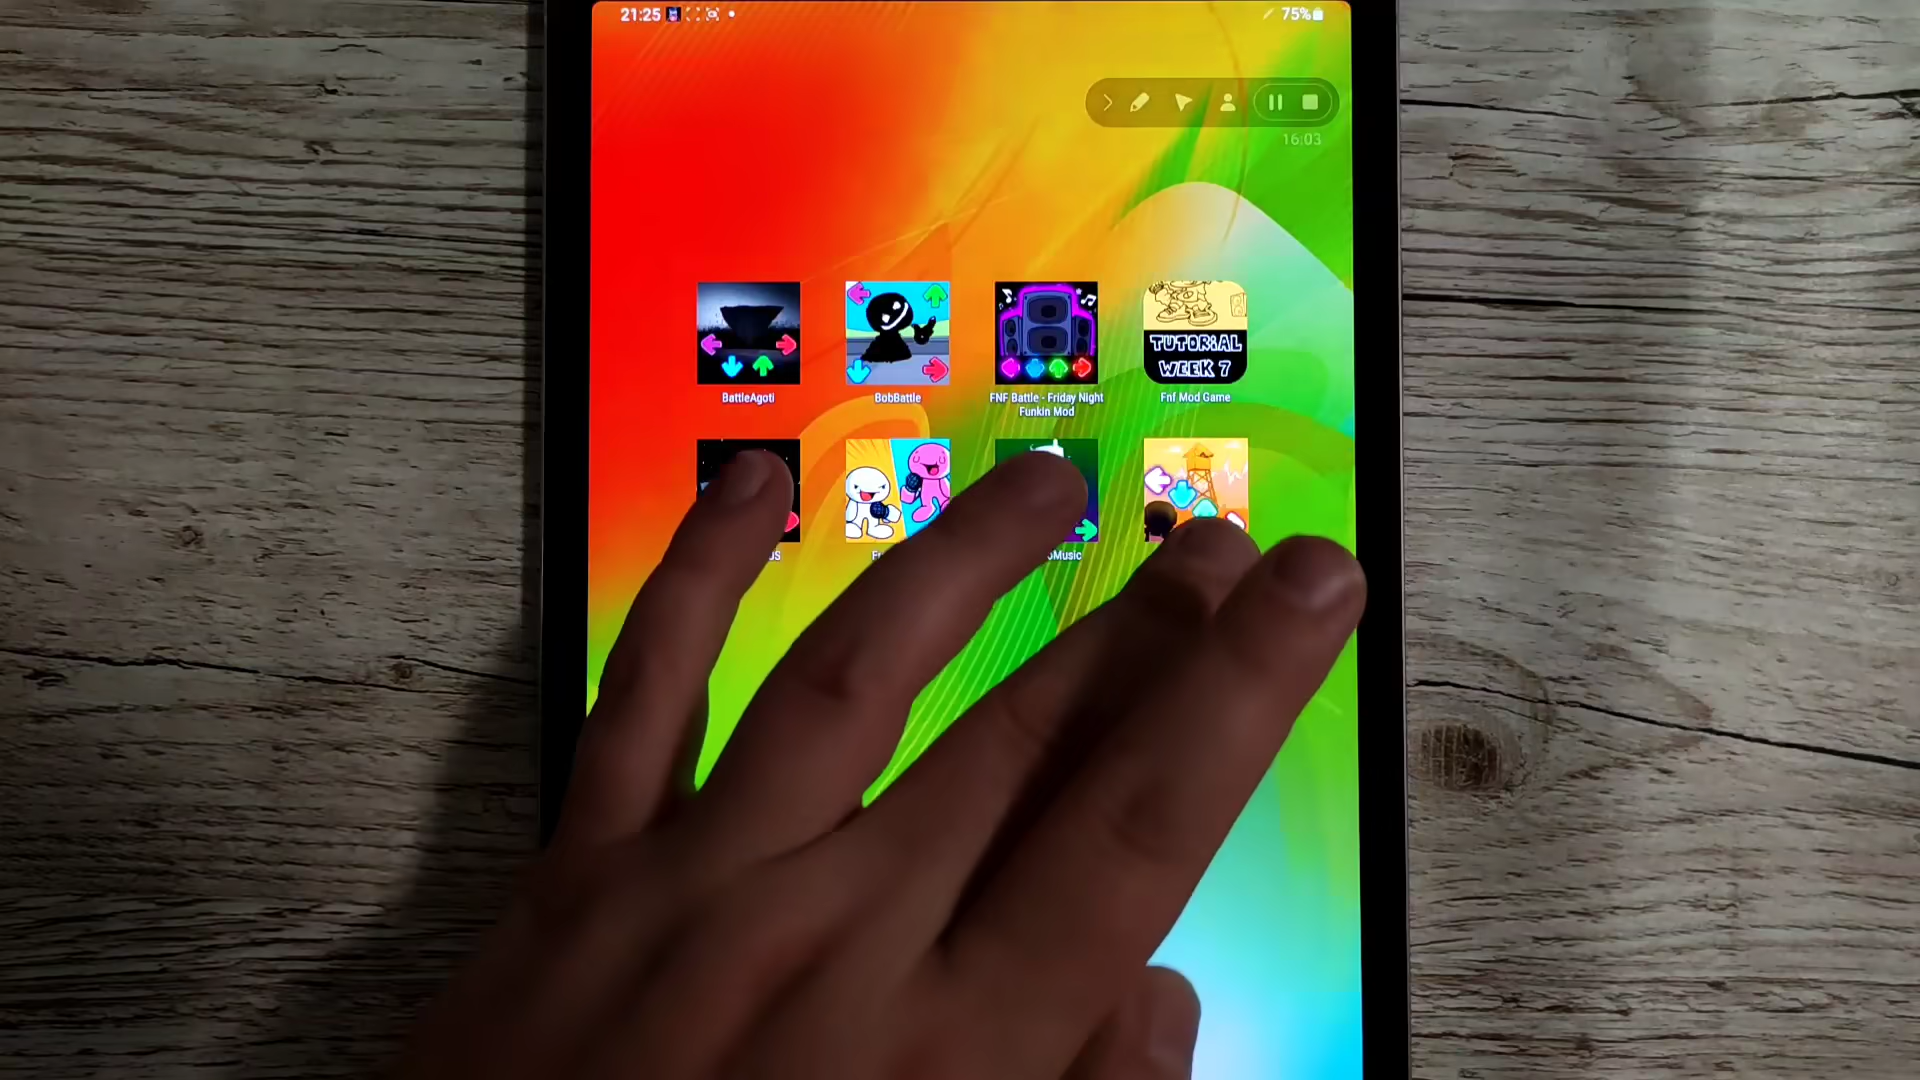 21:25
75%
16:03
TUTORIAL
WEEK 7
BattleAgoti
BobBattle
FNF Battle - Friday Night
Funkin Mod
Fnf Mod Game